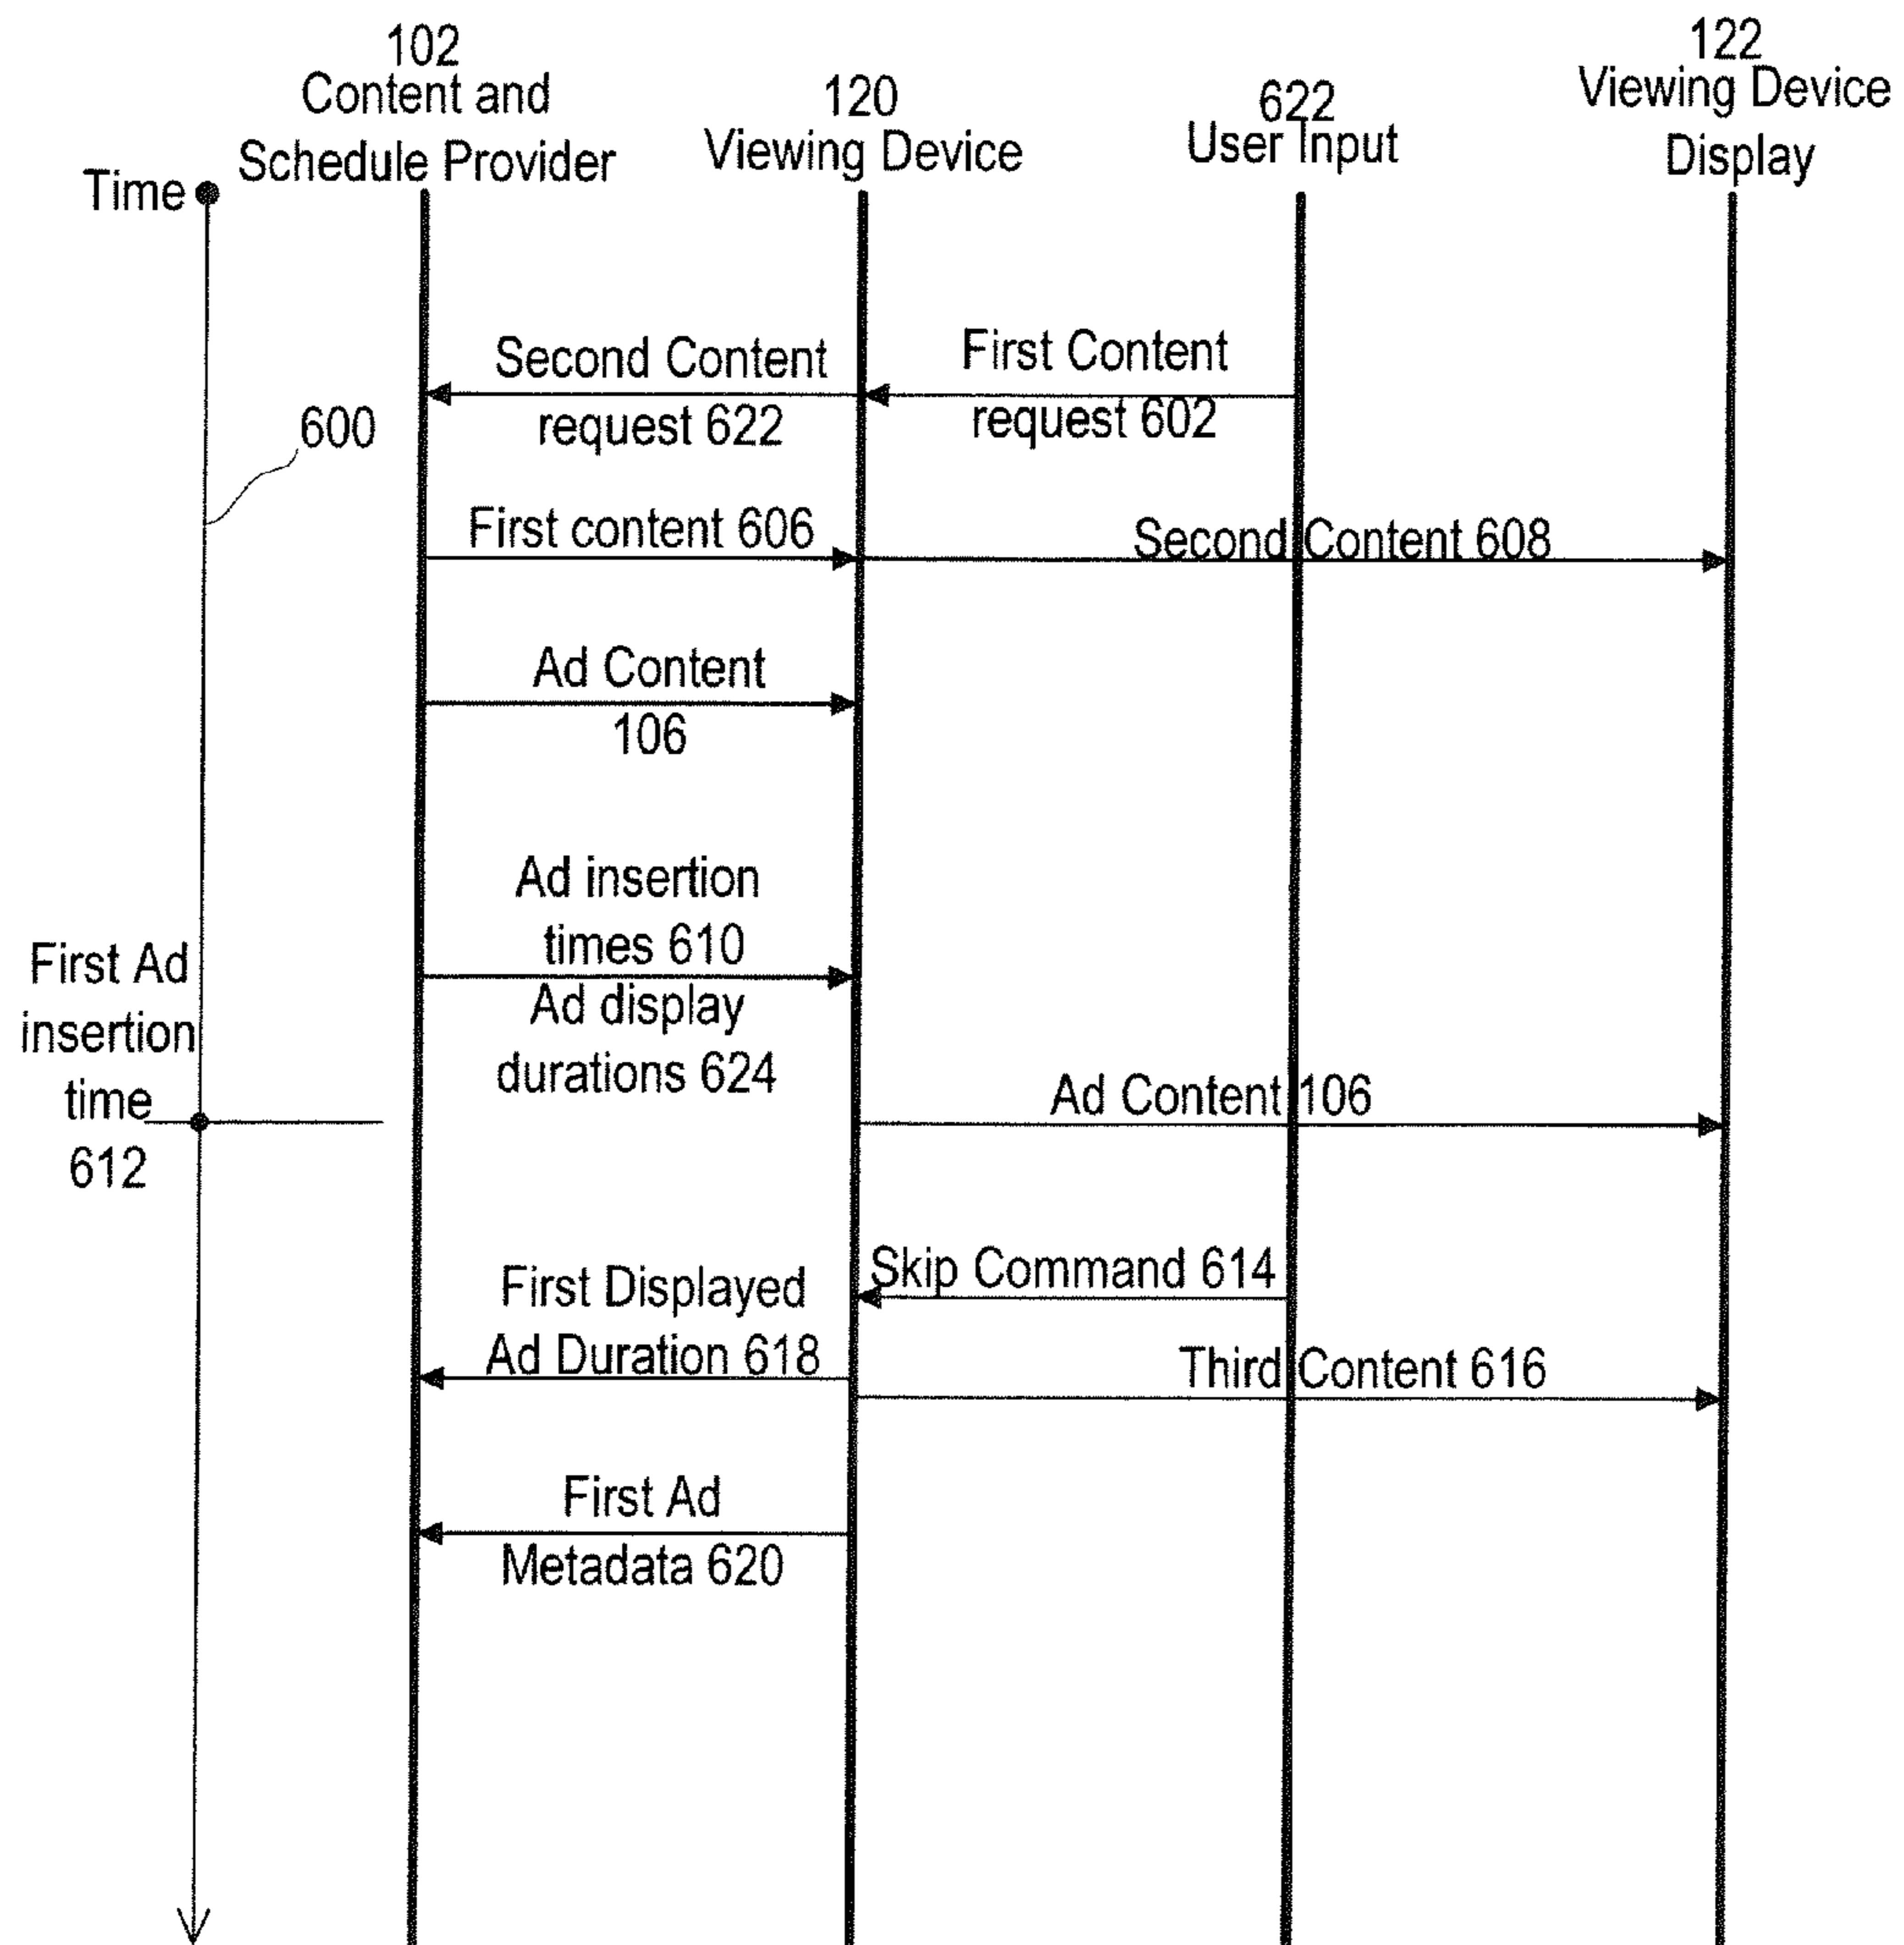 102
Content and
Schedule Provider
120
Viewing Device
622
User Input
122
Viewing Device
Display
Time
600
Second Content
request 622
First Content
request 602
First content 606
Second Content 608
Ad Content
106
Ad insertion
times 610
Ad display
durations 624
First Ad
insertion
time
612
Ad Content 106
Skip Command 614
First Displayed
Ad Duration 618
Third Content 616
First Ad
Metadata 620